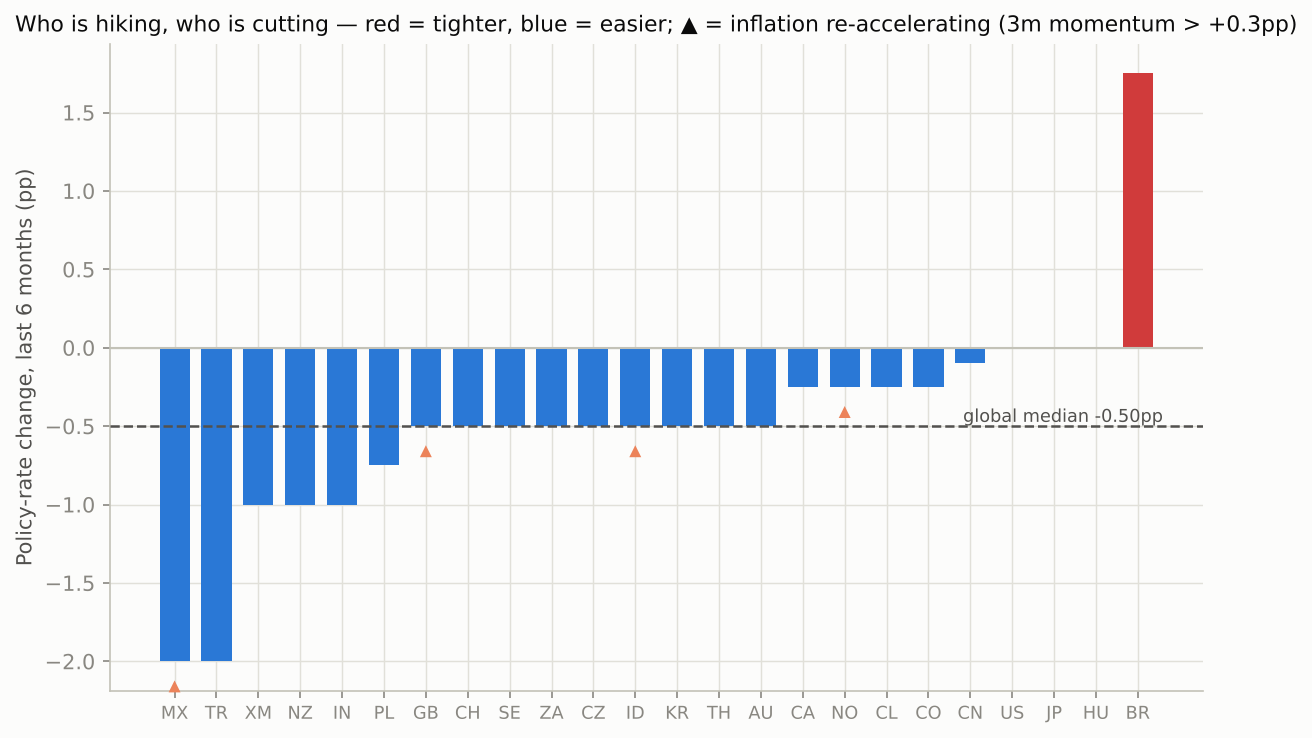 Who is hiking, who is cutting — red = tighter, blue = easier; ▲ = inflation re-accelerating (3m momentum > +0.3pp)
Policy-rate change, last 6 months (pp)
1.5
1.0
0.5
0.0
−0.5
−1.0
−1.5
−2.0
global median -0.50pp
MX TR XM NZ IN PL GB CH SE ZA CZ ID KR TH AU CA NO CL CO CN US JP HU BR